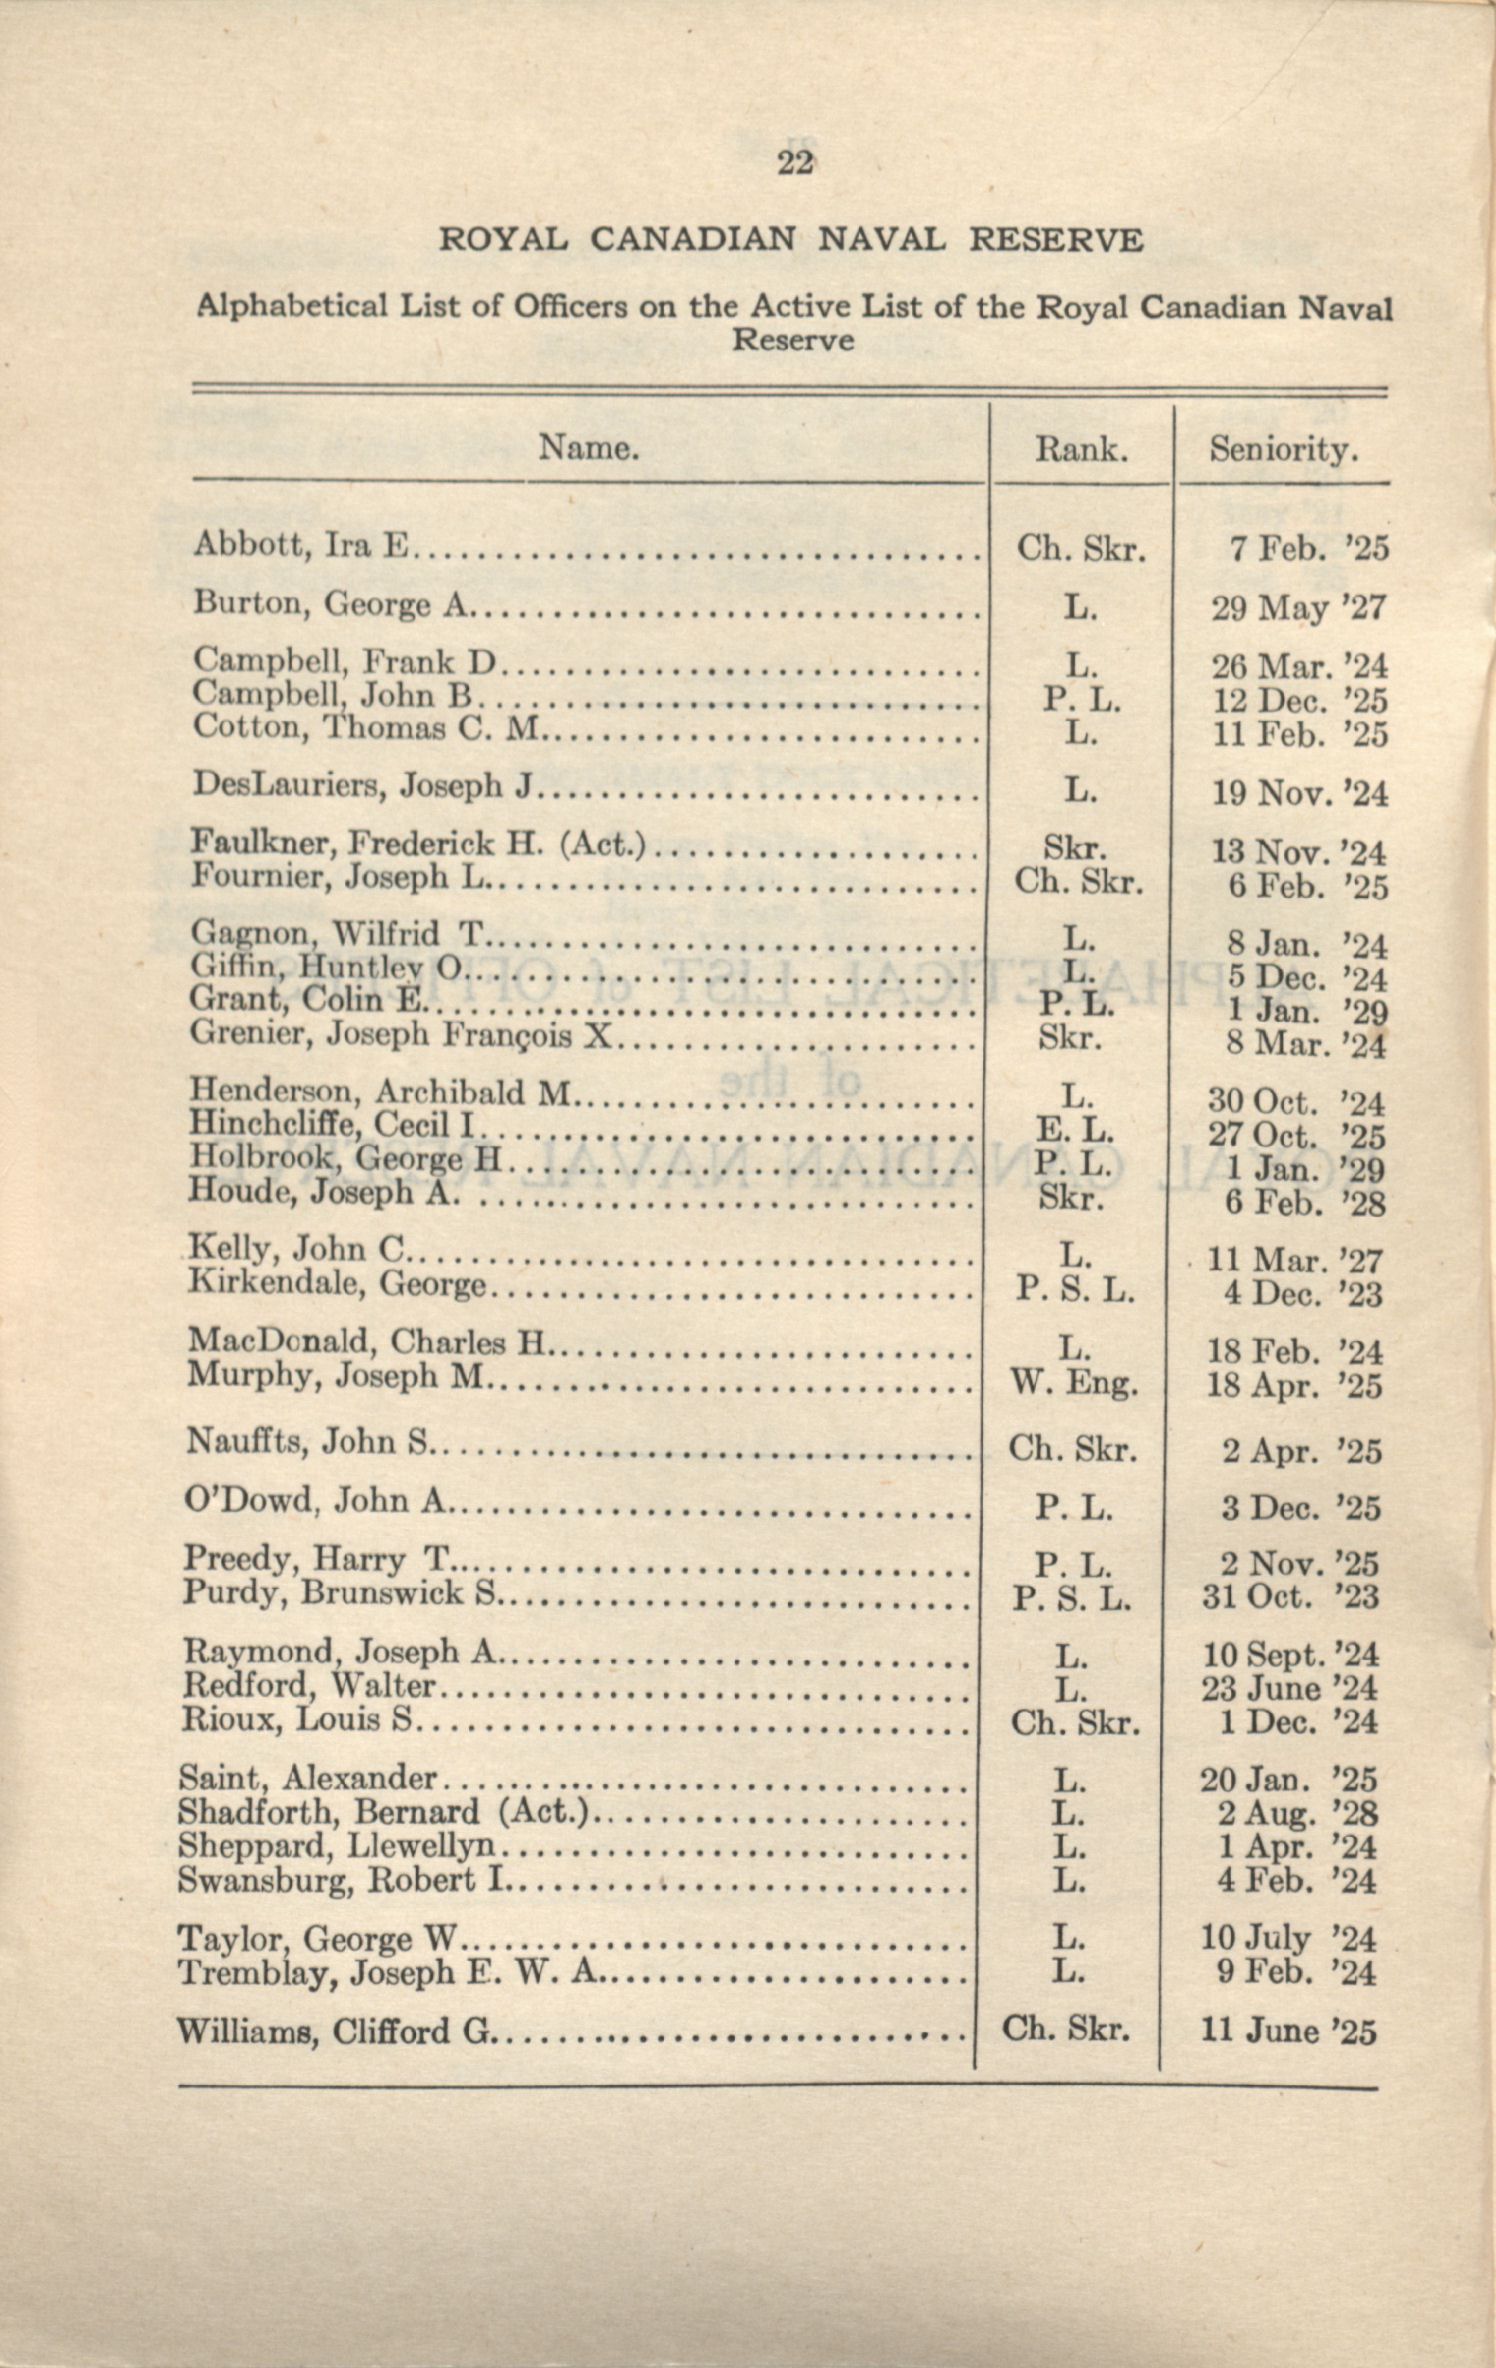 22
ROYAL CANADIAN NAVAL RESERVE
Alphabetical List of Officers on the Active List of the Royal Canadian Naval
Reserve
Name. Rank. Seniority.
Abbott, Ira E. Ch. Skr. 7 Feb. ’25
Burton, George A. L. 29 May ’27
Campbell, Frank D. L. 26 Mar. ’24
Campbell, John B. P. L. 12 Dec. ’25
Cotton, Thomas C. M. L. 11 Feb. ’25
DesLauriers, Joseph J. L. 19 Nov. ’24
Faulkner, Frederick H. (Act.) Skr. 13 Nov. ’24
Fournier, Joseph L. Ch. Skr. 6 Feb. ’25
Gagnon, Wilfrid T. L. 8 Jan. ’24
Giffin, Huntley O. L. 5 Dec. ’24
Grant, Colin E. P. L. 1 Jan. ’29
Grenier, Joseph François X. Skr. 8 Mar. ’24
Henderson, Archibald M. L. 30 Oct. ’24
Hinchcliffe, Cecil I. E. L. 27 Oct. ’25
Holbrook, George H. P. L. 1 Jan. ’29
Houde, Joseph A. Skr. 6 Feb. ’28
Kelly, John C. L. 11 Mar. ’27
Kirkendale, George P. S. L. 4 Dec. ’23
MacDonald, Charles H. L. 18 Feb. ’24
Murphy, Joseph M. W. Eng. 18 Apr. ’25
Nauffts, John S. Ch. Skr. 2 Apr. ’25
O’Dowd, John A. P. L. 3 Dec. ’25
Preedy, Harry T. P. L. 2 Nov. ’25
Purdy, Brunswick S. P. S. L. 31 Oct. ’23
Raymond, Joseph A. L. 10 Sept. ’24
Redford, Walter L. 23 June ’24
Rioux, Louis S. Ch. Skr. 1 Dec. ’24
Saint, Alexander L. 20 Jan. ’25
Shadforth, Bernard (Act.) L. 2 Aug. ’28
Sheppard, Llewellyn L. 1 Apr. ’24
Swansburg, Robert I. L. 4 Feb. ’24
Taylor, George W. L. 10 July ’24
Tremblay, Joseph E. W. A. L. 9 Feb. ’24
Williams, Clifford G. Ch. Skr. 11 June ’25